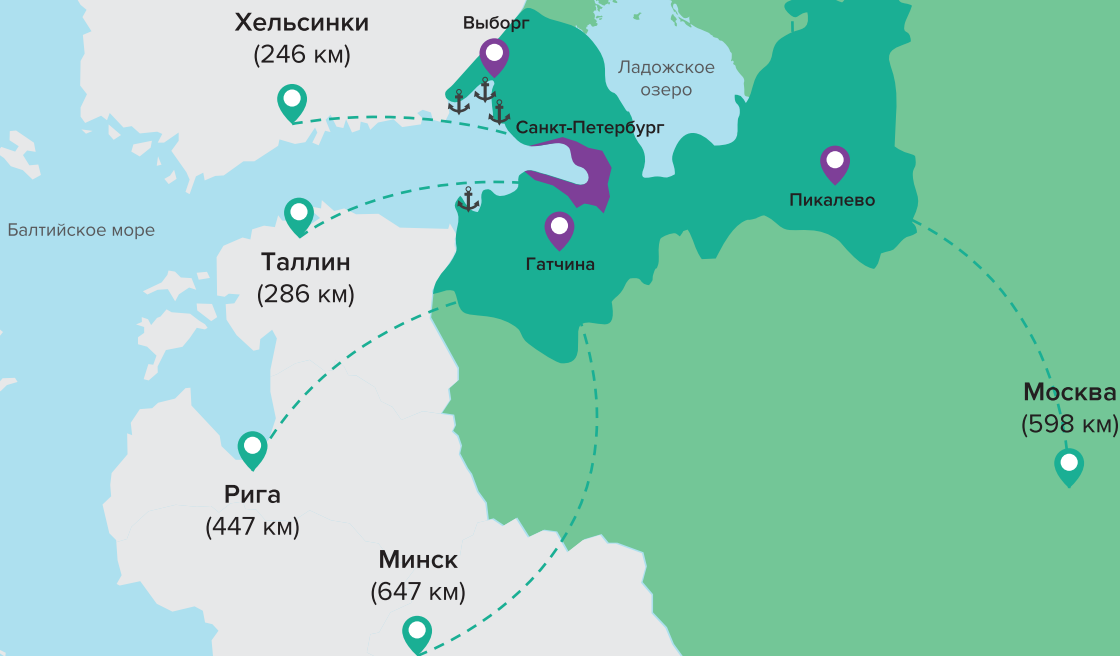 Хельсинки
(246 км)
Выборг
Ладожское
озеро
Санкт-Петербург
Пикалево
Балтийское море
Таллин
(286 км)
Гатчина
Москва
(598 км)
Рига
(447 км)
Минск
(647 км)